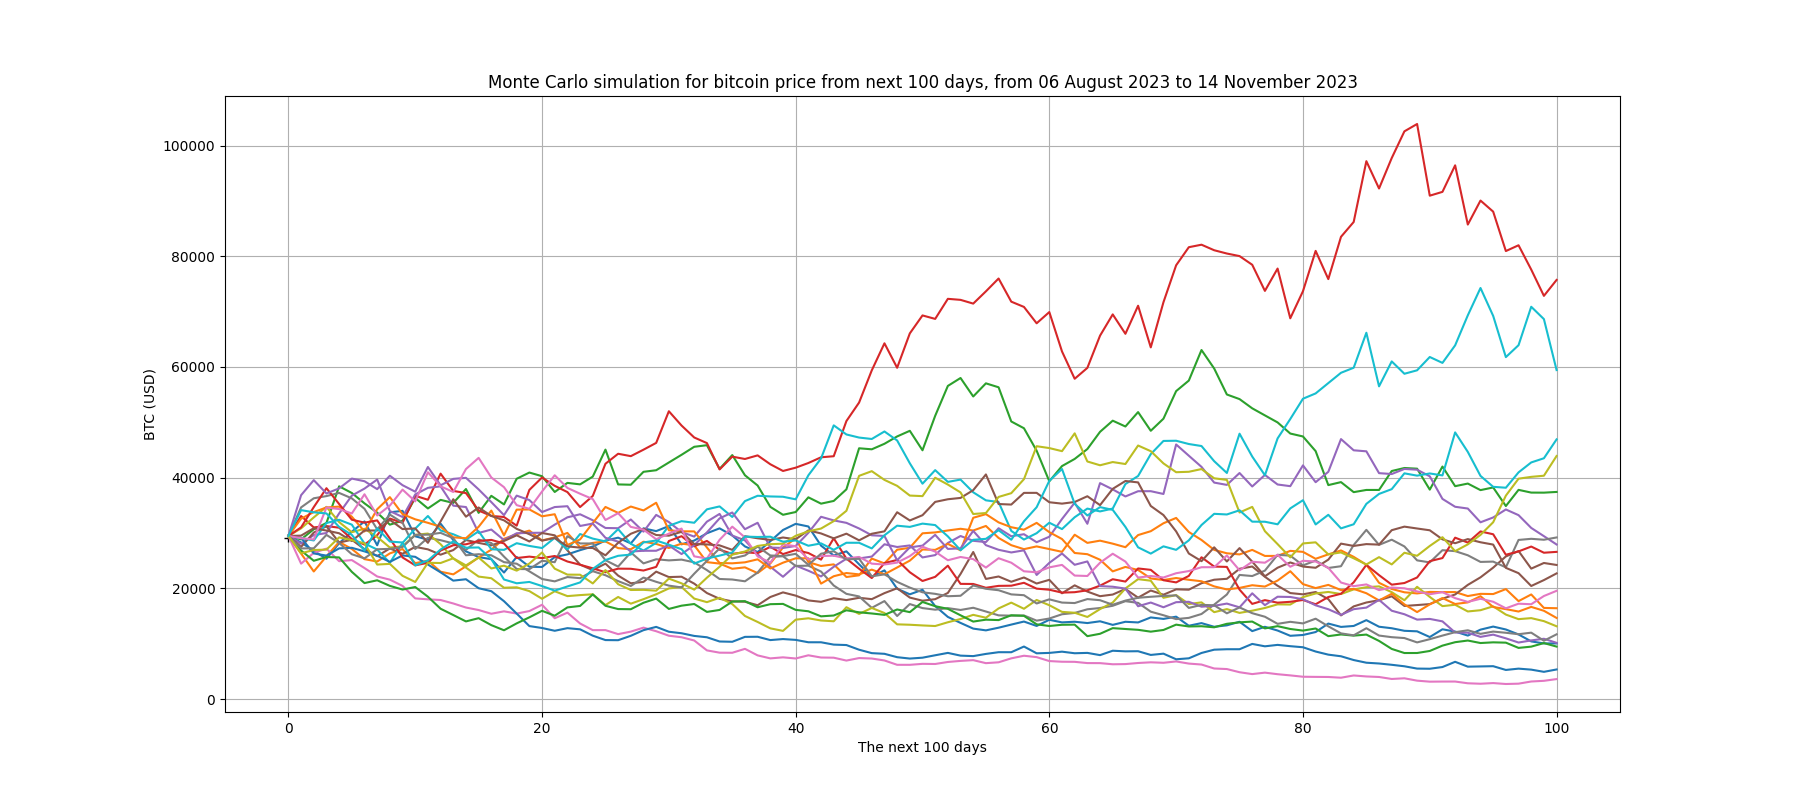 Monte Carlo simulation for bitcoin price from next 100 days, from 06 August 2023 to 14 November 2023
100000
80000
60000
40000
20000
0
BTC (USD)
0 20 40 60 80 100
The next 100 days